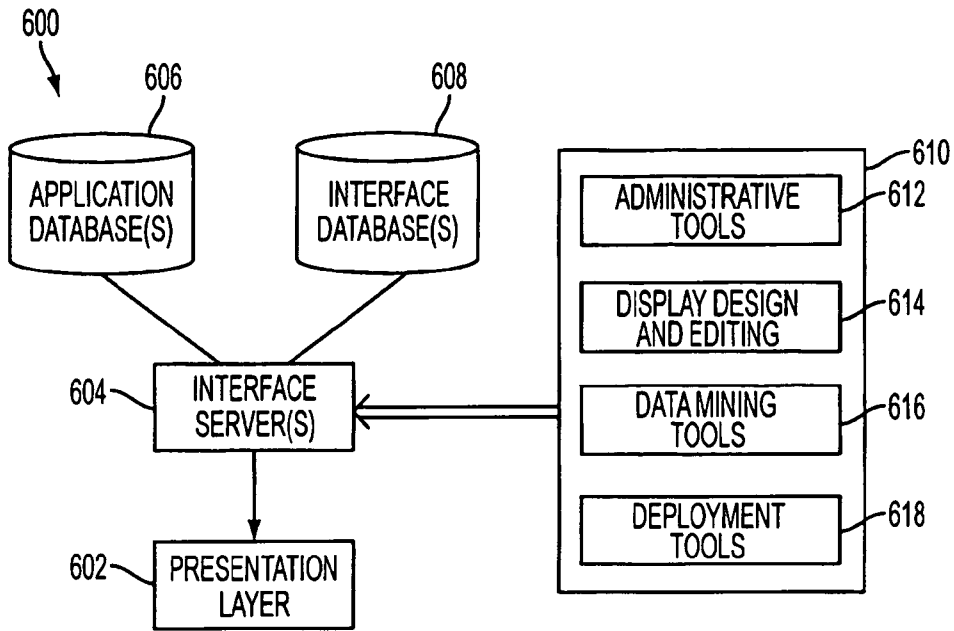 600
606
608
APPLICATION
DATABASE(S)
INTERFACE
DATABASE(S)
610
ADMINISTRATIVE
TOOLS
612
DISPLAY DESIGN
AND EDITING
614
604
INTERFACE
SERVER(S)
DATA MINING
TOOLS
616
DEPLOYMENT
TOOLS
618
602
PRESENTATION
LAYER